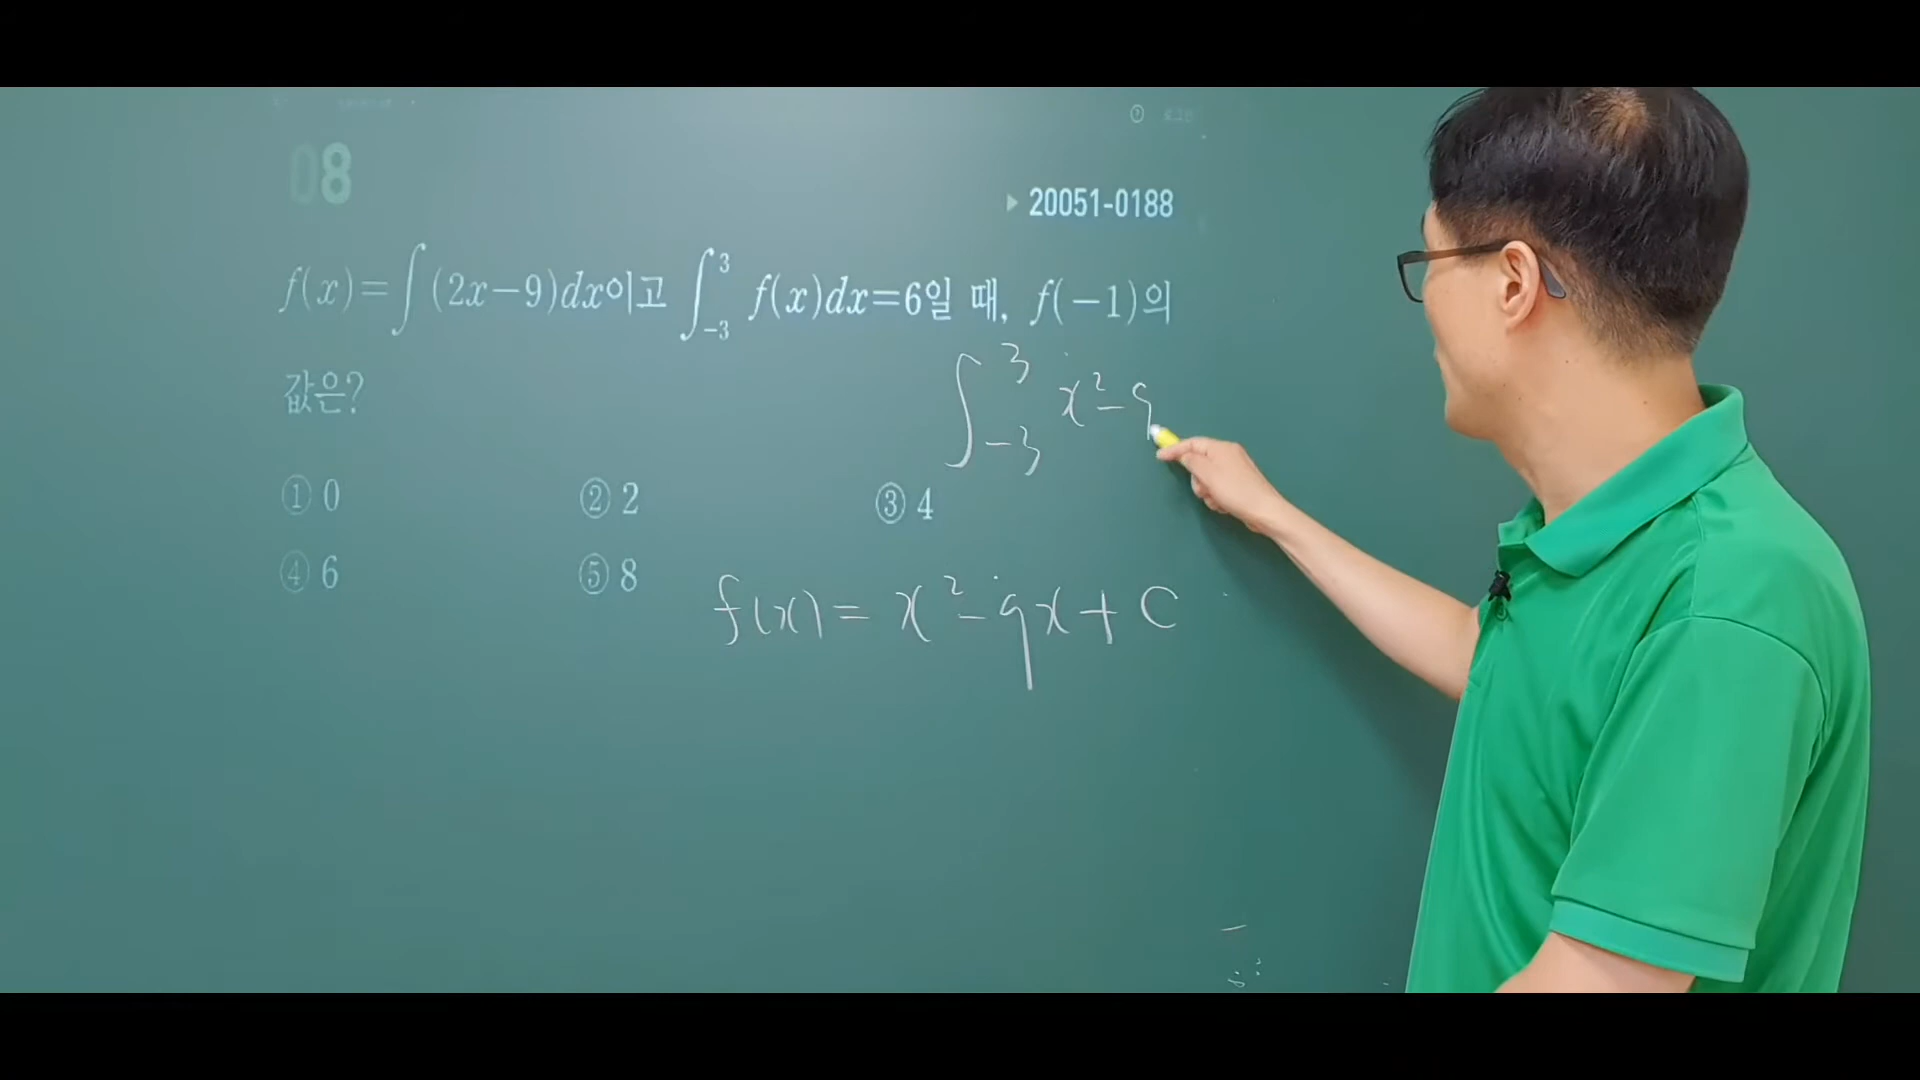 08
▶ 20051-0188
f(x)=∫(2x−9)dx이고 ∫₋₃³ f(x)dx=6일 때, f(−1)의
값은?
∫₋₃³ x²−9
① 0 ② 2 ③ 4
④ 6 ⑤ 8
f(x)= x²−9x+C